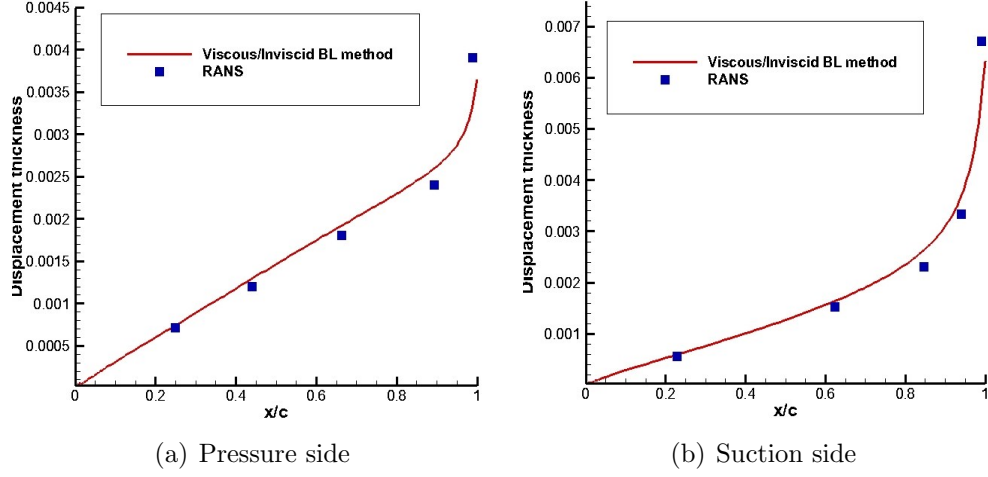 0.0045
0.004
0.0035
0.003
0.0025
0.002
0.0015
0.001
0.0005
Displacement thickness
Viscous/Inviscid BL method
RANS
0 0.2 0.4 0.6 0.8 1
x/c
(a) Pressure side
0.007
0.006
0.005
0.004
0.003
0.002
0.001
Displacement thickness
Viscous/Inviscid BL method
RANS
0 0.2 0.4 0.6 0.8 1
x/c
(b) Suction side